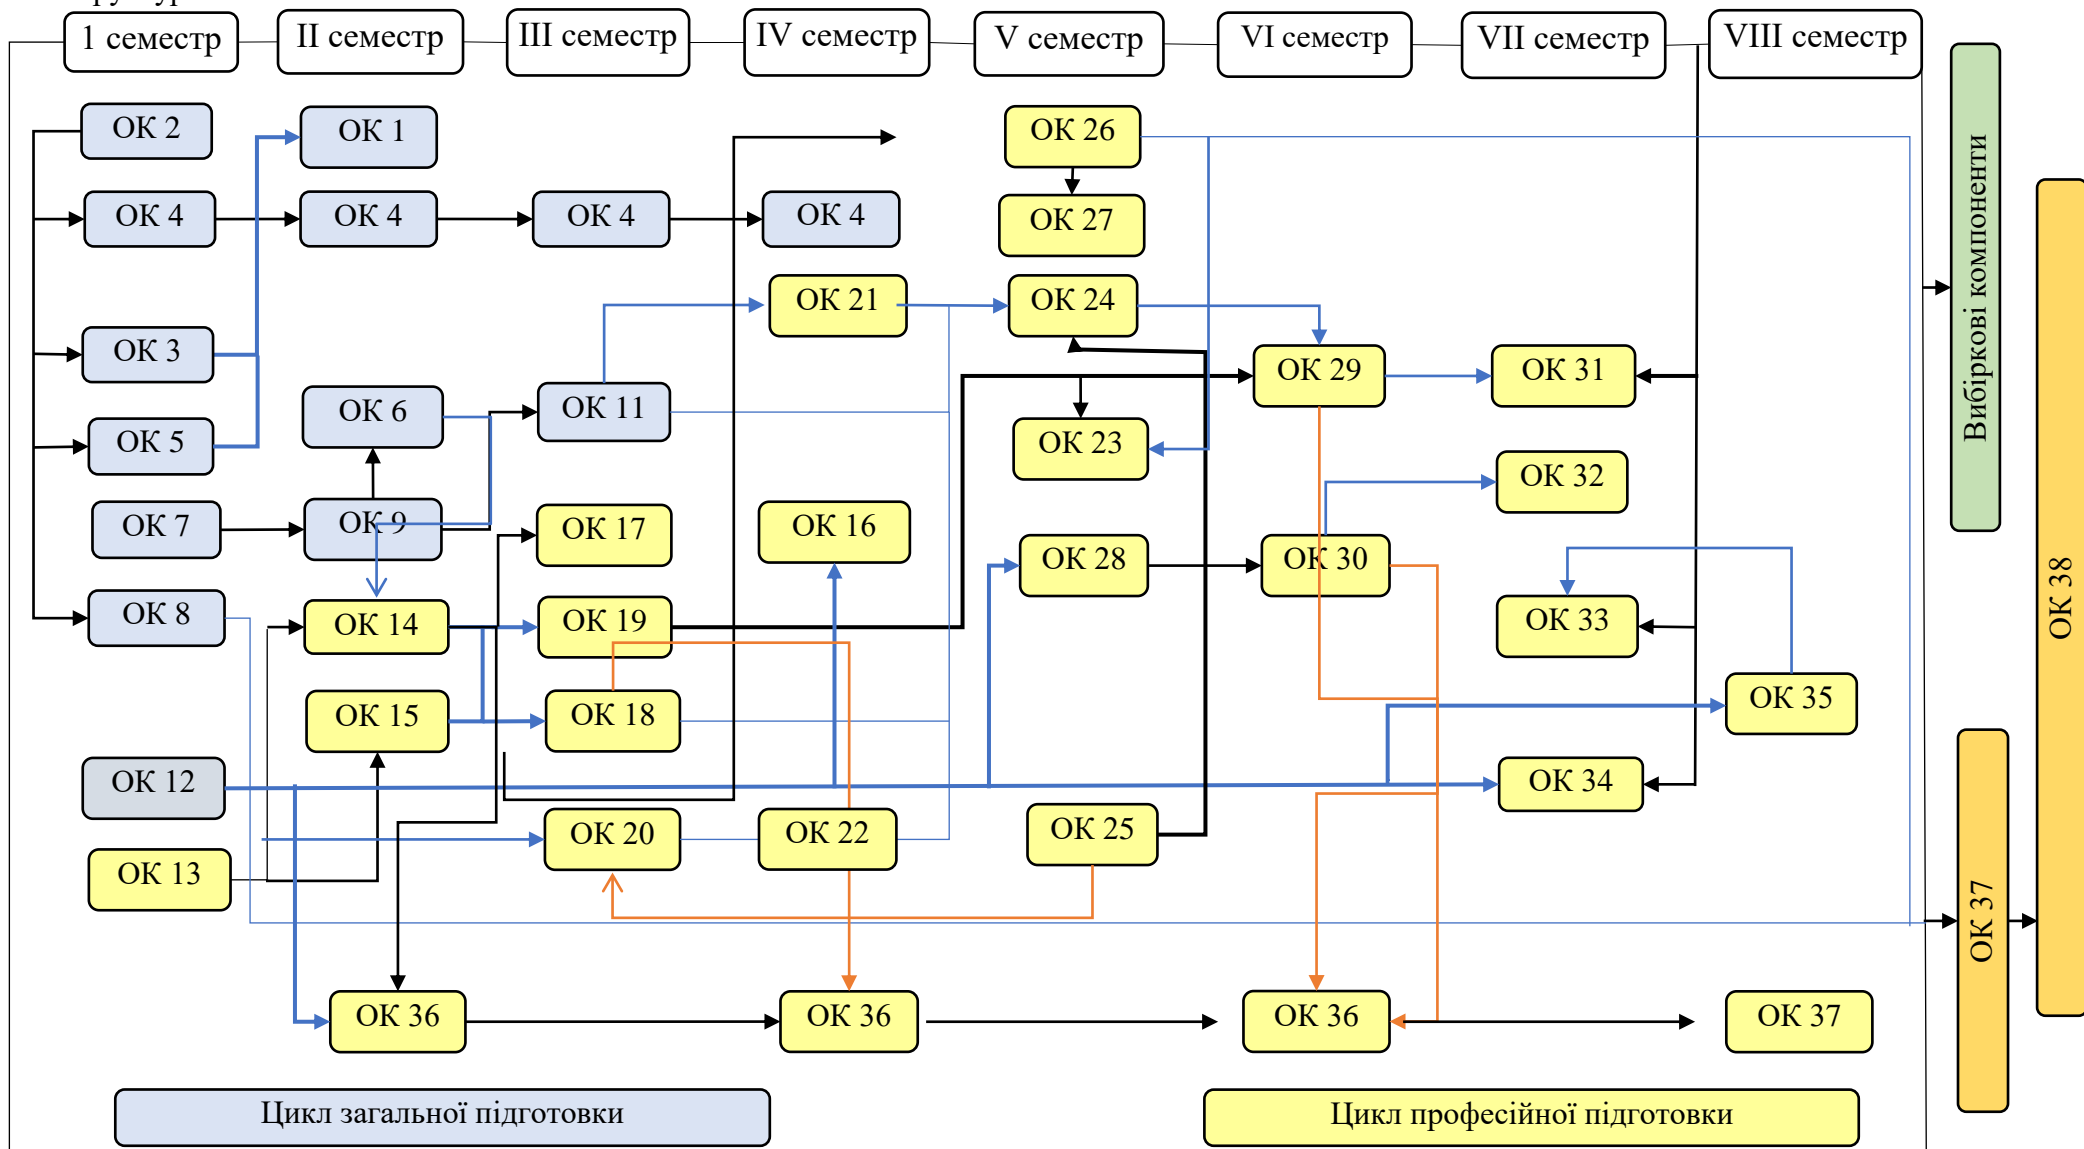 1 семестр
ІІ семестр
ІІІ семестр
IV семестр
V семестр
VI семестр
VII семестр
VIII семестр
ОК 2
ОК 1
ОК 26
ОК 4
ОК 4
ОК 4
ОК 4
ОК 27
ОК 21
ОК 24
ОК 3
ОК 29
ОК 31
ОК 6
ОК 11
ОК 5
ОК 23
ОК 32
ОК 7
ОК 9
ОК 17
ОК 16
ОК 28
ОК 30
ОК 8
ОК 14
ОК 19
ОК 33
ОК 15
ОК 18
ОК 35
ОК 12
ОК 34
ОК 20
ОК 22
ОК 25
ОК 13
ОК 36
ОК 36
ОК 36
ОК 37
Вибіркові компоненти
ОК 37
ОК 38
Цикл загальної підготовки
Цикл професійної підготовки